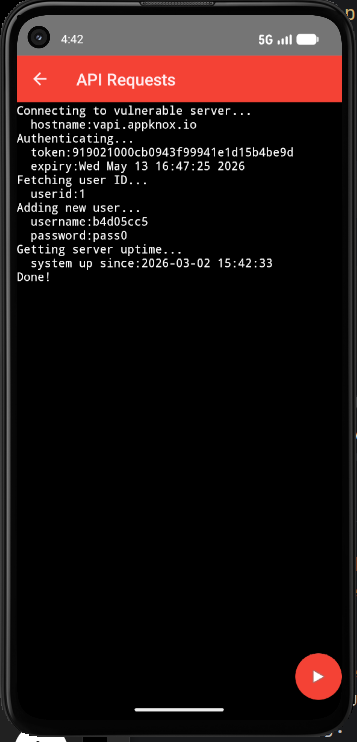 4:42 5G
API Requests
Connecting to vulnerable server...
hostname:vapi.appknox.io
Authenticating...
token:919021000cb0943f99941e1d15b4be9d
expiry:Wed May 13 16:47:25 2026
Fetching user ID...
userid:1
Adding new user...
username:b4d05cc5
password:pass0
Getting server uptime...
system up since:2026-03-02 15:42:33
Done!